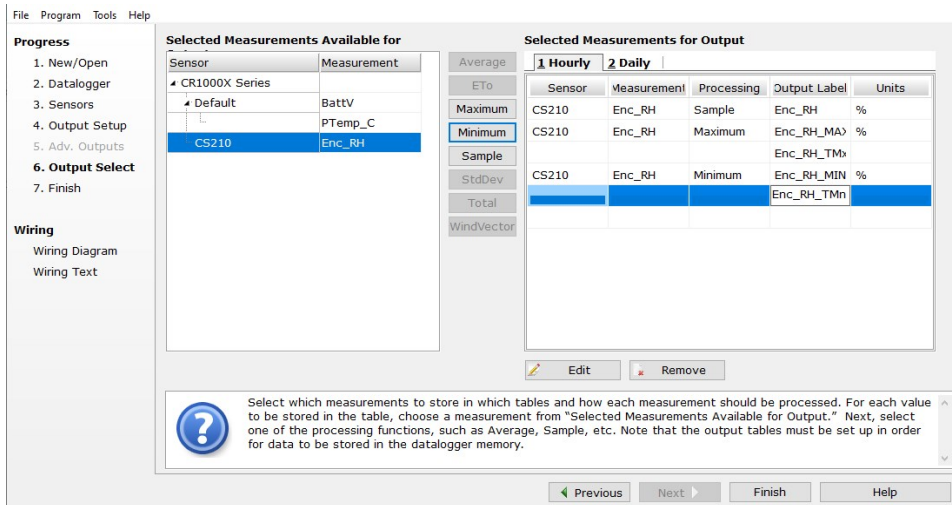 File Program Tools Help
Progress
1. New/Open
2. Datalogger
3. Sensors
4. Output Setup
5. Adv. Outputs
6. Output Select
7. Finish
Wiring
Wiring Diagram
Wiring Text
Selected Measurements Available for
Sensor Measurement
CR1000X Series
Default BattV
PTemp_C
CS210 Enc_RH
Average
ETo
Maximum
Minimum
Sample
StdDev
Total
WindVector
Selected Measurements for Output
1 Hourly 2 Daily
Sensor Measurement Processing Output Label Units
CS210 Enc_RH Sample Enc_RH %
CS210 Enc_RH Maximum Enc_RH_MAX %
Enc_RH_TMx
CS210 Enc_RH Minimum Enc_RH_MIN %
Enc_RH_TMn
Edit Remove
Select which measurements to store in which tables and how each measurement should be processed. For each value
to be stored in the table, choose a measurement from “Selected Measurements Available for Output.” Next, select
one of the processing functions, such as Average, Sample, etc. Note that the output tables must be set up in order
for data to be stored in the datalogger memory.
Previous Next Finish Help